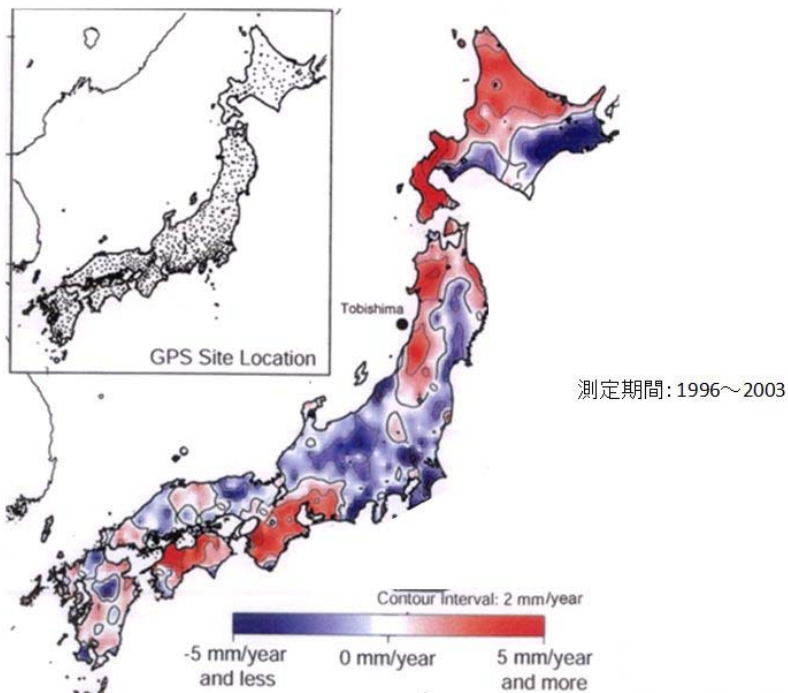 GPS Site Location
Tobishima
測定期間：1996～2003
Contour Interval: 2 mm/year
-5 mm/year
and less
0 mm/year
5 mm/year
and more